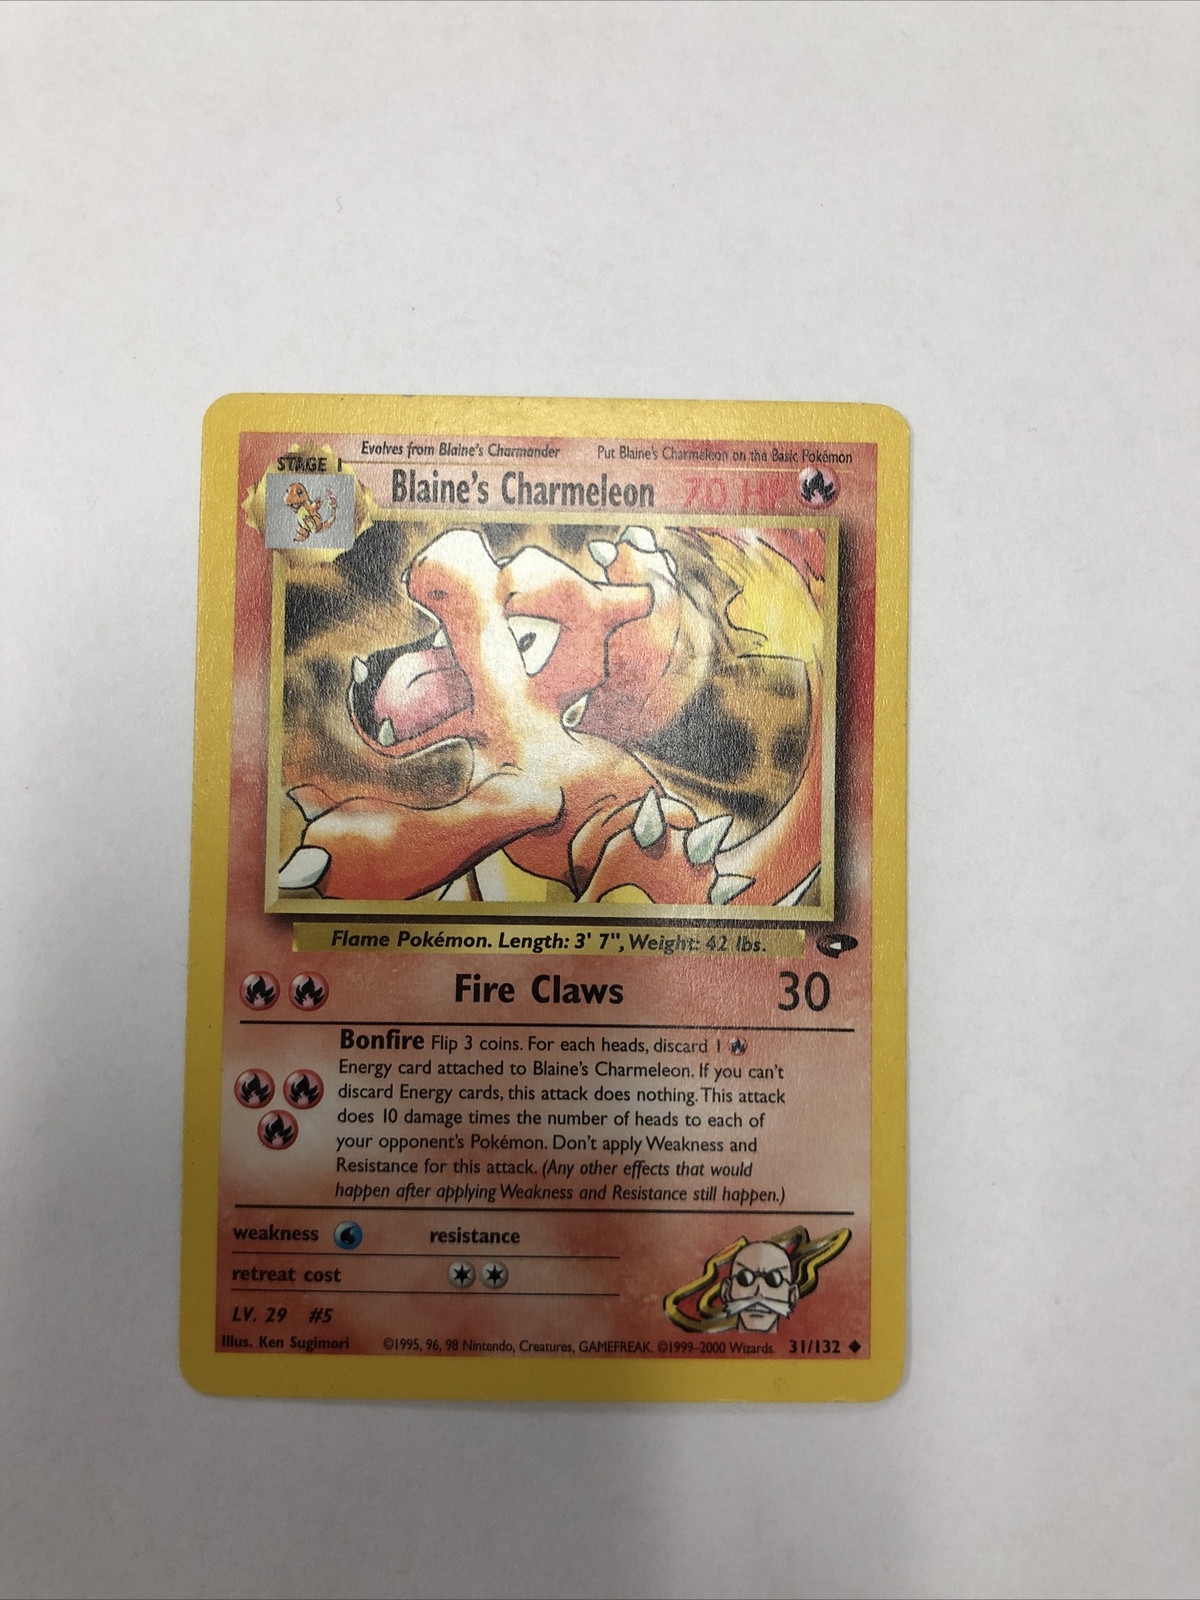 Evolves from Blaine's Charmander Put Blaine's Charmeleon on the Basic Pokémon
STAGE 1
Blaine's Charmeleon 70 HP
Flame Pokémon. Length: 3' 7", Weight: 42 lbs.
Fire Claws 30
Bonfire Flip 3 coins. For each heads, discard 1
Energy card attached to Blaine's Charmeleon. If you can't
discard Energy cards, this attack does nothing. This attack
does 10 damage times the number of heads to each of
your opponent's Pokémon. Don't apply Weakness and
Resistance for this attack. (Any other effects that would
happen after applying Weakness and Resistance still happen.)
weakness resistance
retreat cost
LV. 29 #5
Illus. Ken Sugimori ©1995, 96, 98 Nintendo, Creatures, GAMEFREAK. ©1999–2000 Wizards. 31/132